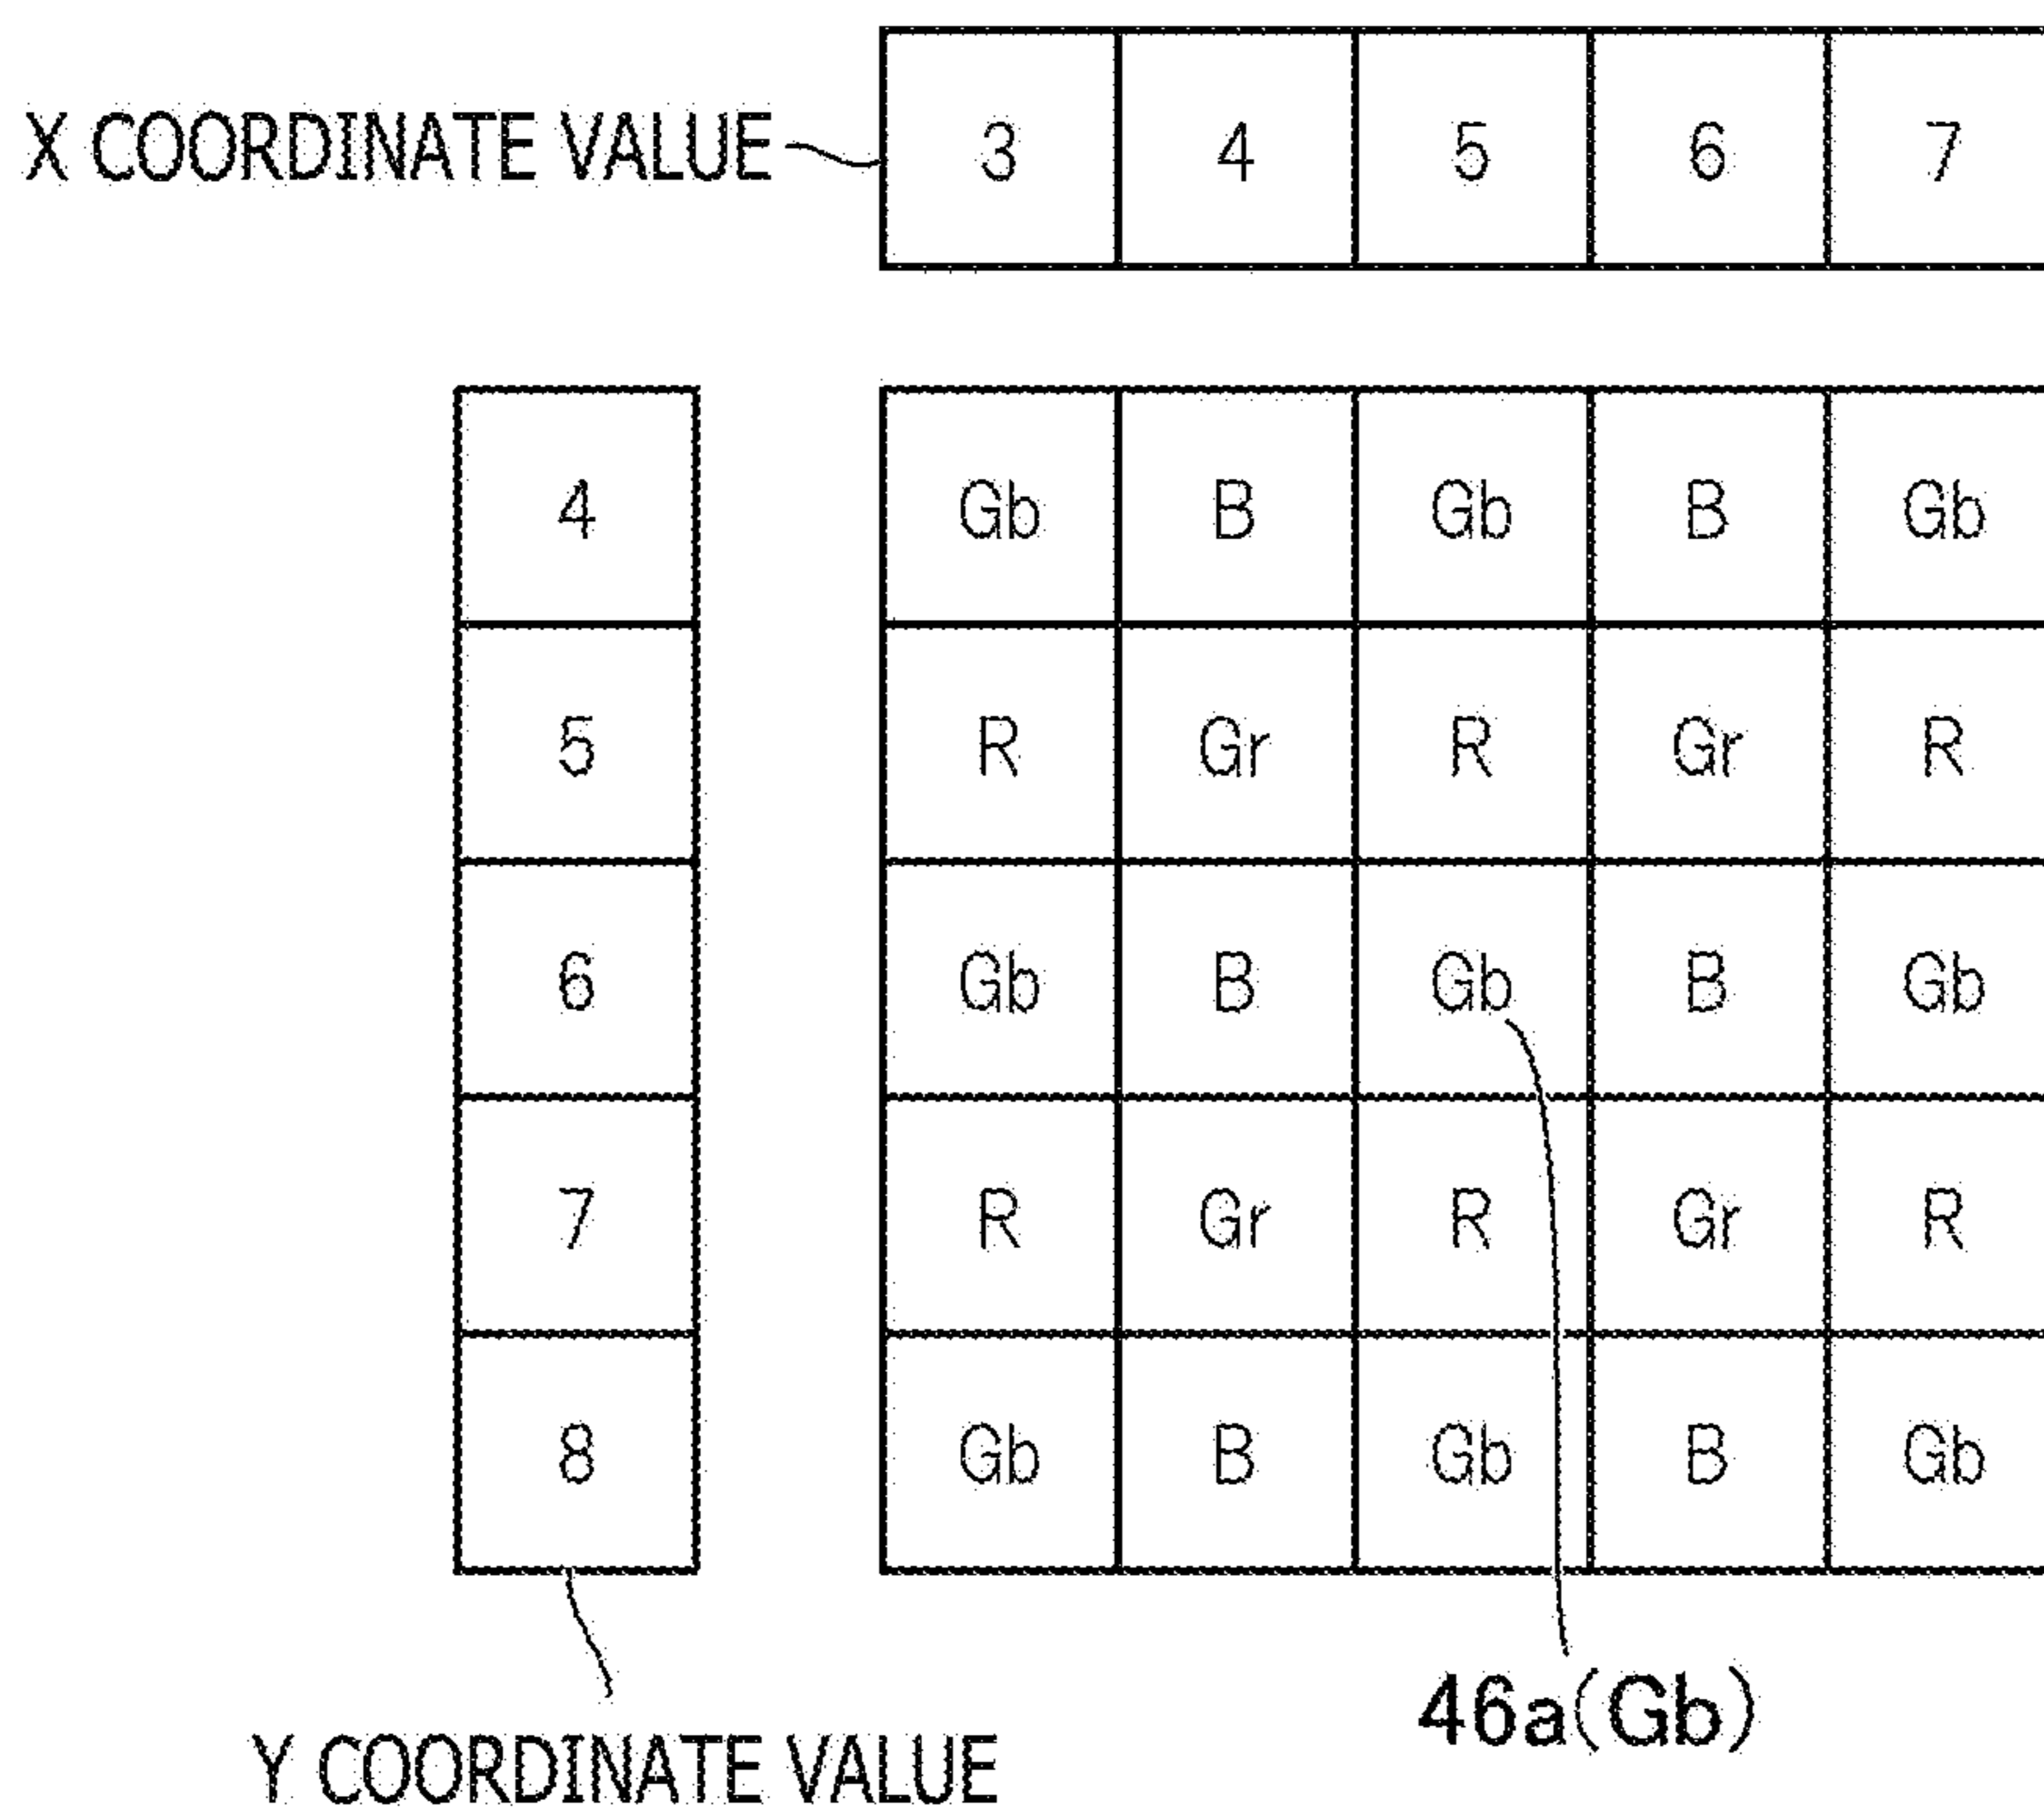 X COORDINATE VALUE 3 4 5 6 7
4 Gb B Gb B Gb
5 R Gr R Gr R
6 Gb B Gb B Gb
7 R Gr R Gr R
8 Gb B Gb B Gb
46a(Gb)
Y COORDINATE VALUE